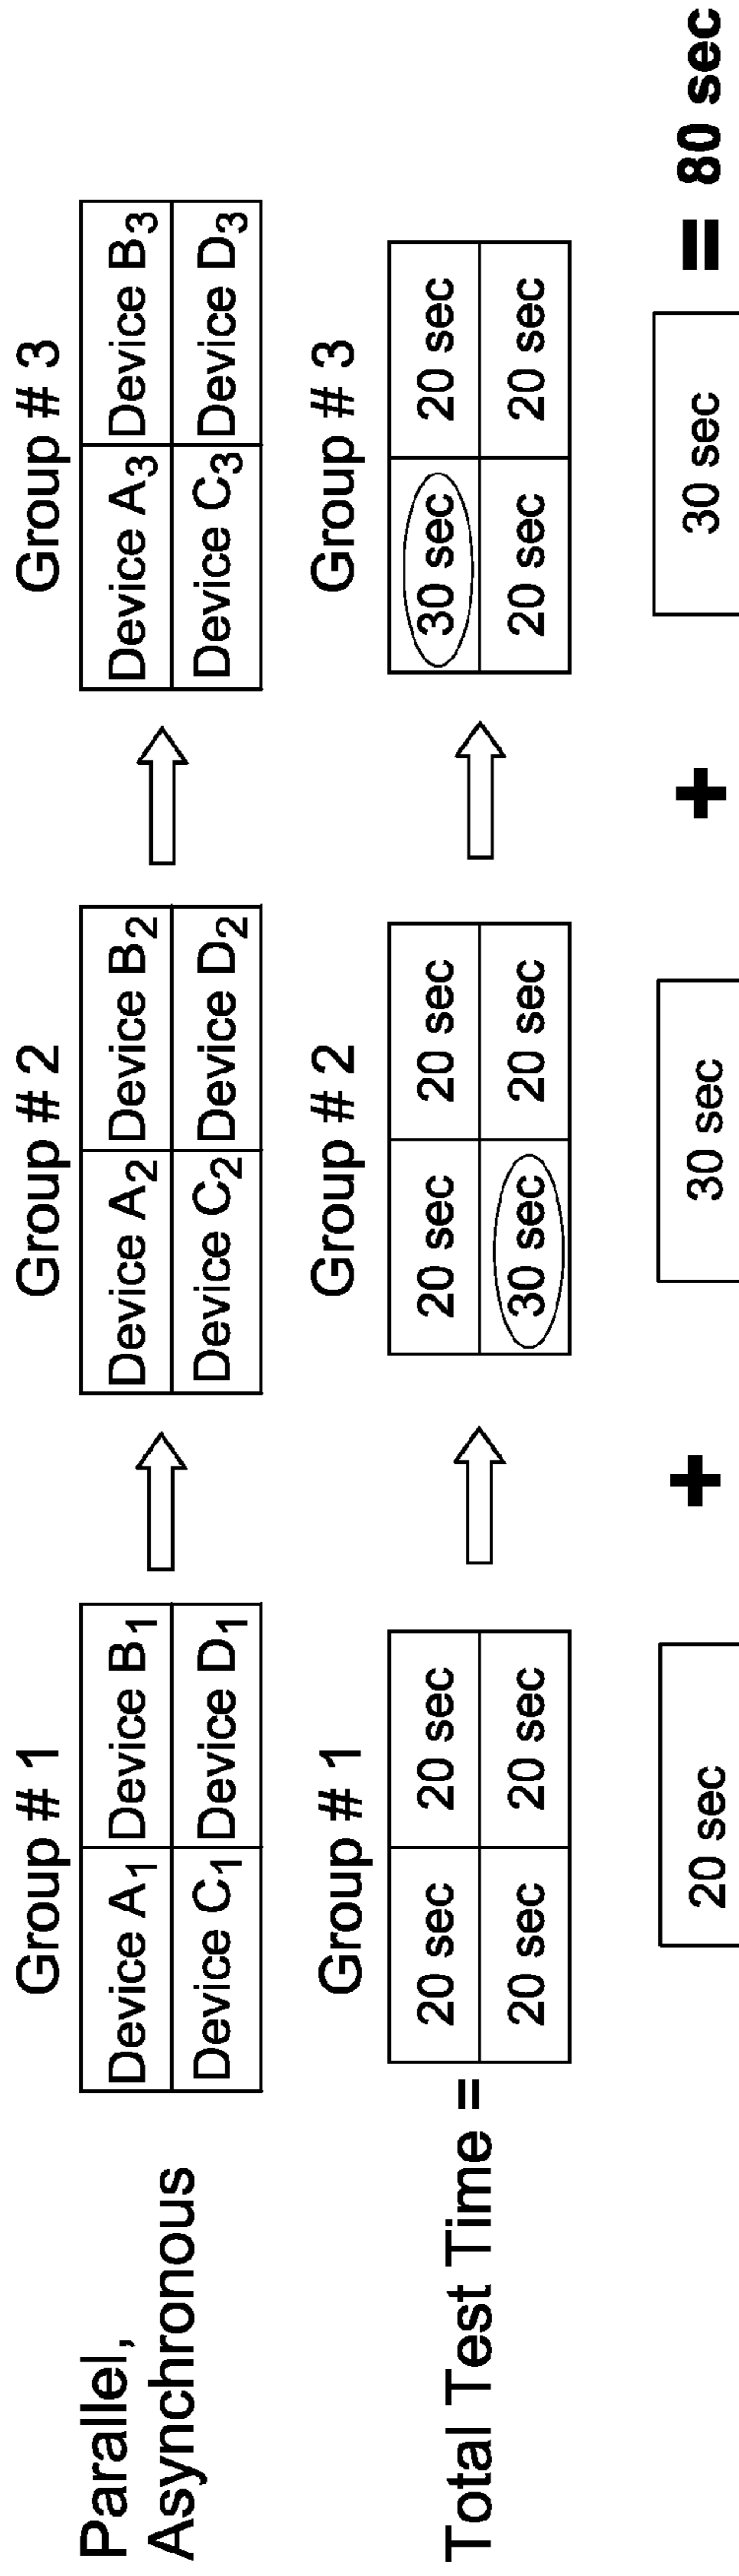 Parallel,
Asynchronous
Group # 1
Device A1 Device B1
Device C1 Device D1
Group # 2
Device A2 Device B2
Device C2 Device D2
Group # 3
Device A3 Device B3
Device C3 Device D3
Total Test Time =
Group # 1
20 sec 20 sec
20 sec 20 sec
Group # 2
20 sec 20 sec
30 sec 20 sec
Group # 3
30 sec 20 sec
20 sec 20 sec
20 sec + 30 sec + 30 sec = 80 sec